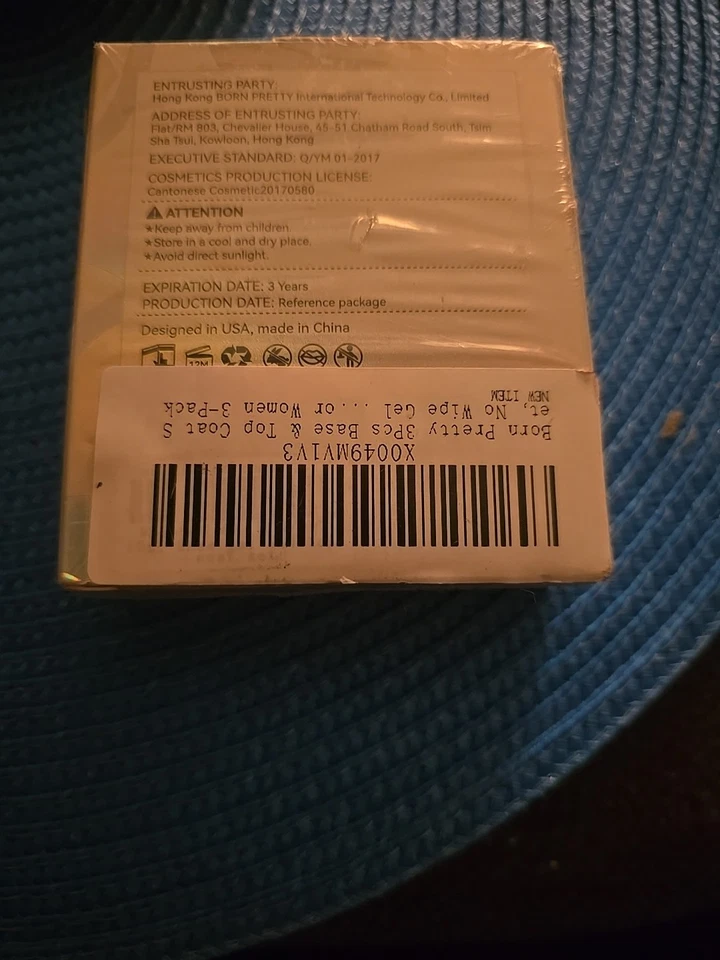 ENTRUSTING PARTY:
Hong Kong BORN PRETTY International Technology Co., Limited
ADDRESS OF ENTRUSTING PARTY:
Flat/RM 803, Chevalier House, 45-51 Chatham Road South, Tsim
Sha Tsui, Kowloon, Hong Kong
EXECUTIVE STANDARD: Q/YM 01-2017
COSMETICS PRODUCTION LICENSE:
Cantonese Cosmetic20170580
ATTENTION
★Keep away from children.
★Store in a cool and dry place.
★Avoid direct sunlight.
EXPIRATION DATE: 3 Years
PRODUCTION DATE: Reference package
Designed in USA, made in China
12M
X0049MV1V3
Born Pretty 3Pcs Base & Top Coat S
et, No Wipe Gel ... or Women 3-Pack
NEW ITEM